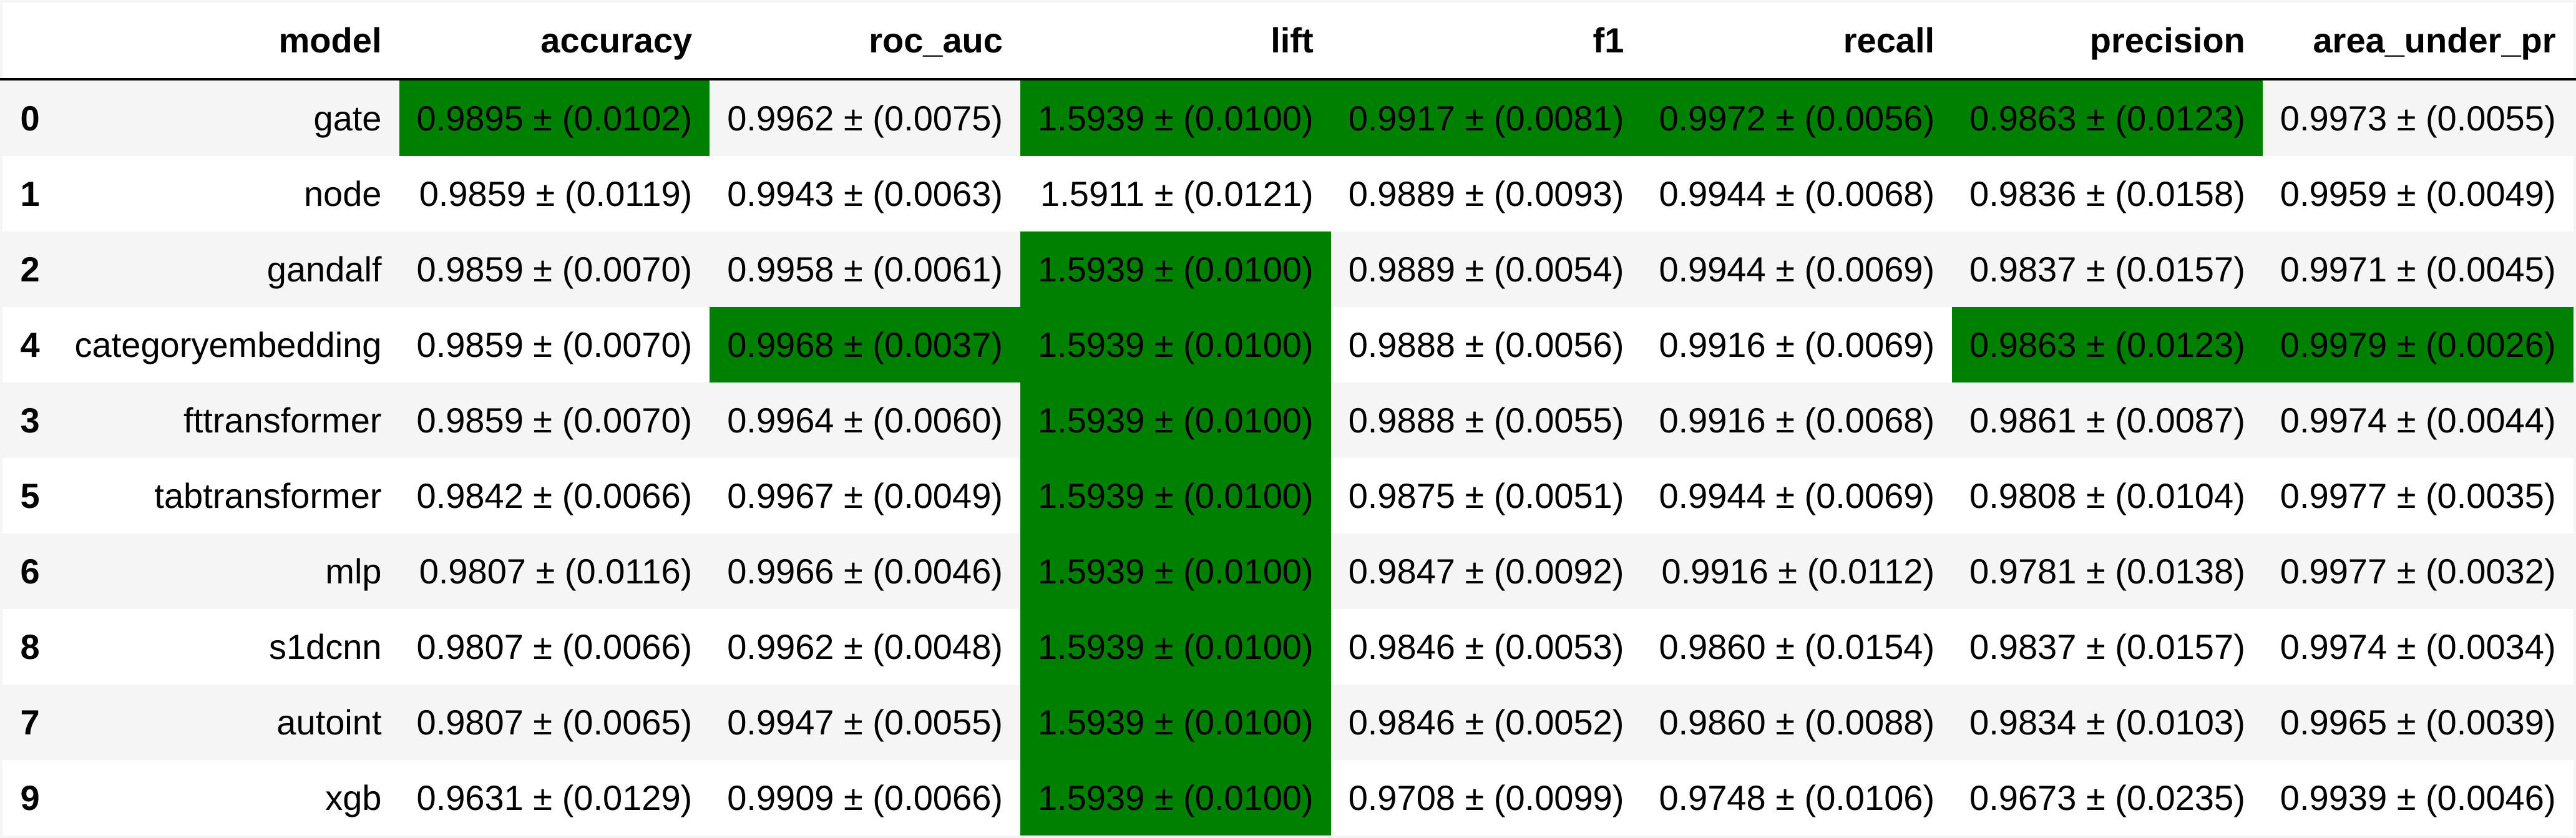 model accuracy roc_auc lift f1 recall precision area_under_pr
0 gate 0.9895 ± (0.0102) 0.9962 ± (0.0075) 1.5939 ± (0.0100) 0.9917 ± (0.0081) 0.9972 ± (0.0056) 0.9863 ± (0.0123) 0.9973 ± (0.0055)
1 node 0.9859 ± (0.0119) 0.9943 ± (0.0063) 1.5911 ± (0.0121) 0.9889 ± (0.0093) 0.9944 ± (0.0068) 0.9836 ± (0.0158) 0.9959 ± (0.0049)
2 gandalf 0.9859 ± (0.0070) 0.9958 ± (0.0061) 1.5939 ± (0.0100) 0.9889 ± (0.0054) 0.9944 ± (0.0069) 0.9837 ± (0.0157) 0.9971 ± (0.0045)
4 categoryembedding 0.9859 ± (0.0070) 0.9968 ± (0.0037) 1.5939 ± (0.0100) 0.9888 ± (0.0056) 0.9916 ± (0.0069) 0.9863 ± (0.0123) 0.9979 ± (0.0026)
3 fttransformer 0.9859 ± (0.0070) 0.9964 ± (0.0060) 1.5939 ± (0.0100) 0.9888 ± (0.0055) 0.9916 ± (0.0068) 0.9861 ± (0.0087) 0.9974 ± (0.0044)
5 tabtransformer 0.9842 ± (0.0066) 0.9967 ± (0.0049) 1.5939 ± (0.0100) 0.9875 ± (0.0051) 0.9944 ± (0.0069) 0.9808 ± (0.0104) 0.9977 ± (0.0035)
6 mlp 0.9807 ± (0.0116) 0.9966 ± (0.0046) 1.5939 ± (0.0100) 0.9847 ± (0.0092) 0.9916 ± (0.0112) 0.9781 ± (0.0138) 0.9977 ± (0.0032)
8 s1dcnn 0.9807 ± (0.0066) 0.9962 ± (0.0048) 1.5939 ± (0.0100) 0.9846 ± (0.0053) 0.9860 ± (0.0154) 0.9837 ± (0.0157) 0.9974 ± (0.0034)
7 autoint 0.9807 ± (0.0065) 0.9947 ± (0.0055) 1.5939 ± (0.0100) 0.9846 ± (0.0052) 0.9860 ± (0.0088) 0.9834 ± (0.0103) 0.9965 ± (0.0039)
9 xgb 0.9631 ± (0.0129) 0.9909 ± (0.0066) 1.5939 ± (0.0100) 0.9708 ± (0.0099) 0.9748 ± (0.0106) 0.9673 ± (0.0235) 0.9939 ± (0.0046)